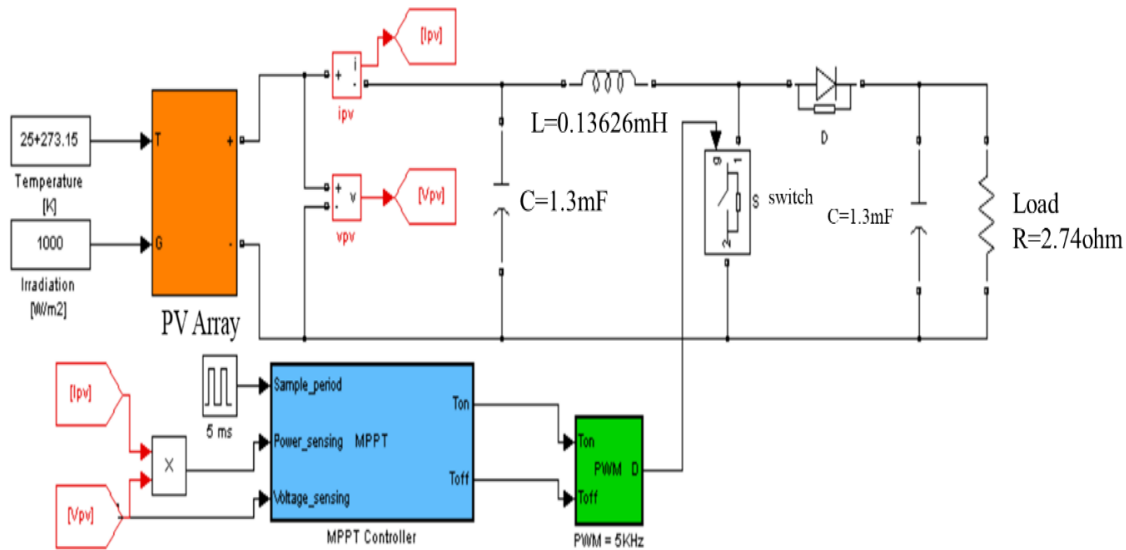 [Ipv]
i
+
-
ipv
25+273.15
Temperature
[K]
1000
Irradiation
[W/m2]
T
G
+
-
PV Array
+
-
v
vpv
[Vpv]
C=1.3mF
L=0.13626mH
g
1
2
S
switch
D
C=1.3mF
Load
R=2.74ohm
[Ipv]
[Vpv]
X
5 ms
Sample_period
Power_sensing
Voltage_sensing
MPPT
Ton
Toff
MPPT Controller
Ton
PWM
D
Toff
PWM = 5KHz